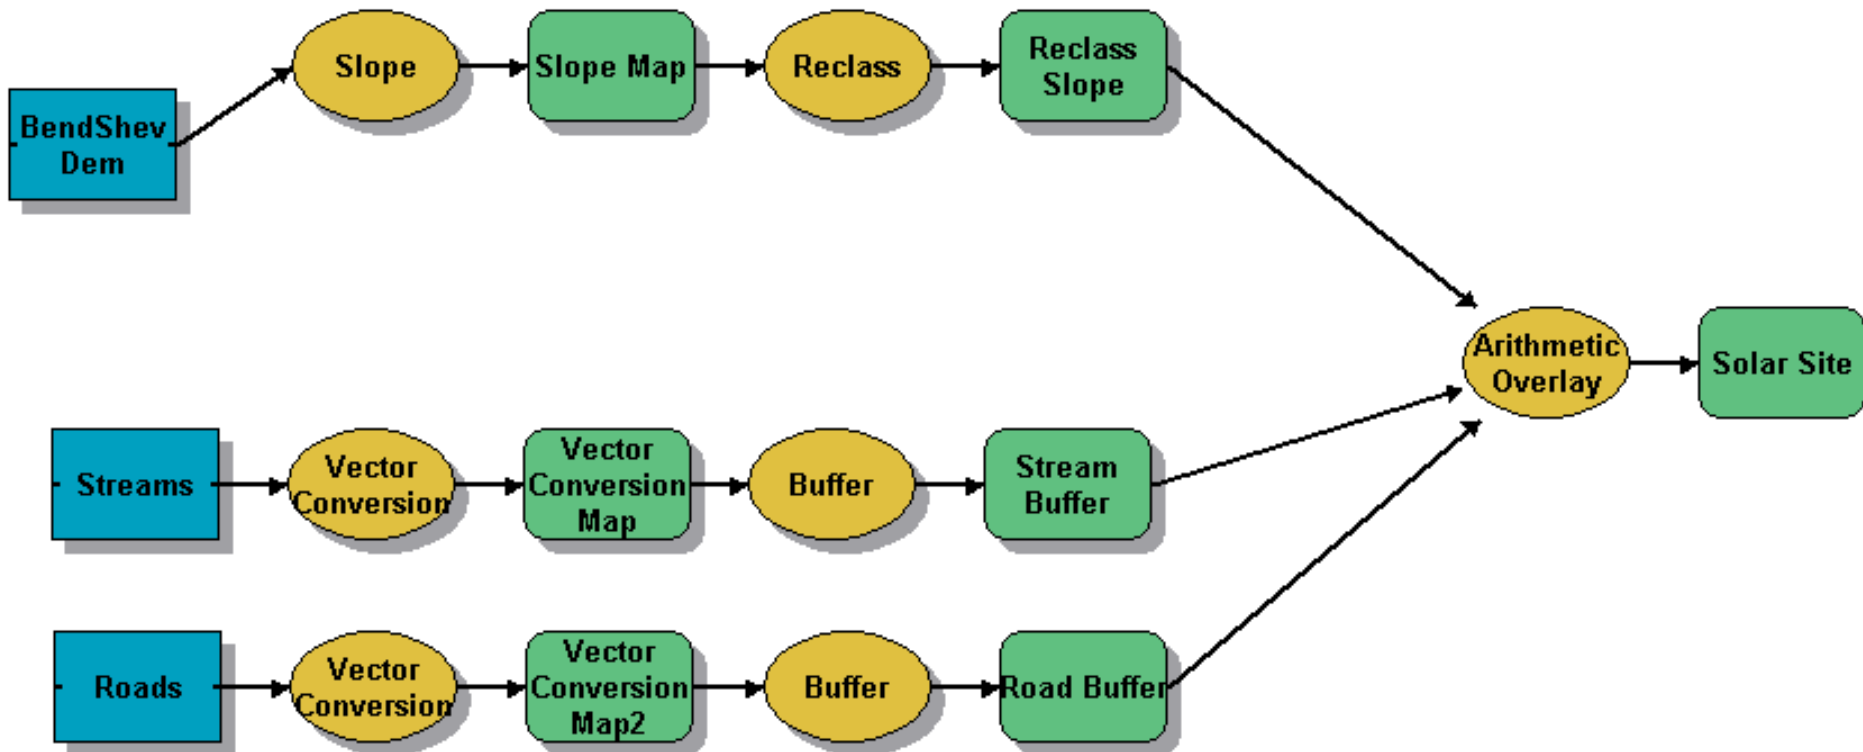 BendShev
Dem
Slope
Slope Map
Reclass
Reclass
Slope
Arithmetic
Overlay
Solar Site
Streams
Vector
Conversion
Vector
Conversion
Map
Buffer
Stream
Buffer
Roads
Vector
Conversion
Vector
Conversion
Map2
Buffer
Road Buffer